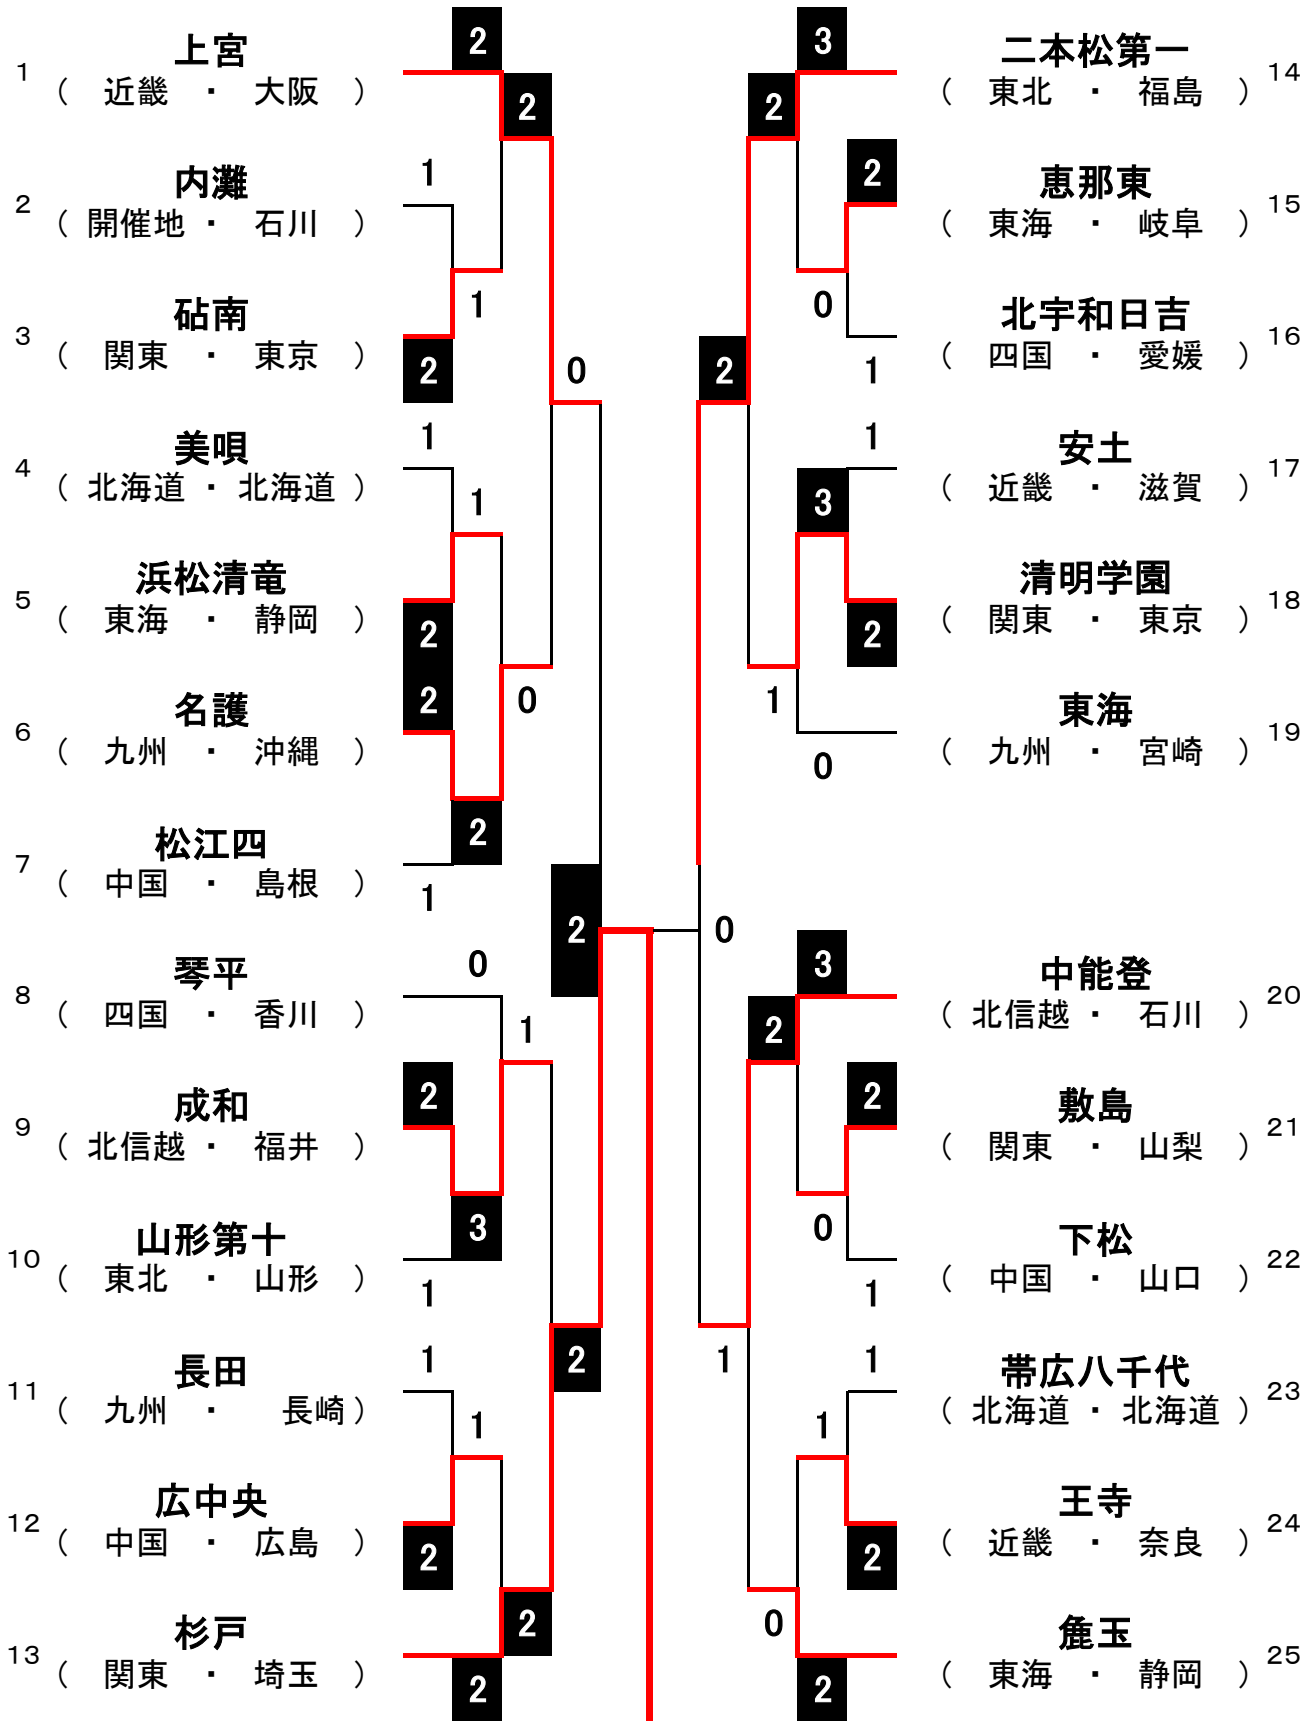 1
上宮
（ 近畿 ・ 大阪 ）
2
内灘
（ 開催地 ・ 石川 ）
3
砧南
（ 関東 ・ 東京 ）
4
美唄
（ 北海道 ・ 北海道 ）
5
浜松清竜
（ 東海 ・ 静岡 ）
6
名護
（ 九州 ・ 沖縄 ）
7
松江四
（ 中国 ・ 島根 ）
8
琴平
（ 四国 ・ 香川 ）
9
成和
（ 北信越 ・ 福井 ）
10
山形第十
（ 東北 ・ 山形 ）
11
長田
（ 九州 ・ 長崎 ）
12
広中央
（ 中国 ・ 広島 ）
13
杉戸
（ 関東 ・ 埼玉 ）
2
2
1
1
2
0
1
1
2
2
0
2
1
2
0
1
2
3
1
1
2
1
2
2
2
3
2
2
0
2
1
1
3
2
1
0
0
3
2
2
0
1
1
1
1
2
0
2
二本松第一
（ 東北 ・ 福島 ）
14
恵那東
（ 東海 ・ 岐阜 ）
15
北宇和日吉
（ 四国 ・ 愛媛 ）
16
安土
（ 近畿 ・ 滋賀 ）
17
清明学園
（ 関東 ・ 東京 ）
18
東海
（ 九州 ・ 宮崎 ）
19
中能登
（ 北信越 ・ 石川 ）
20
敷島
（ 関東 ・ 山梨 ）
21
下松
（ 中国 ・ 山口 ）
22
帯広八千代
（ 北海道 ・ 北海道 ）
23
王寺
（ 近畿 ・ 奈良 ）
24
麁玉
（ 東海 ・ 静岡 ）
25